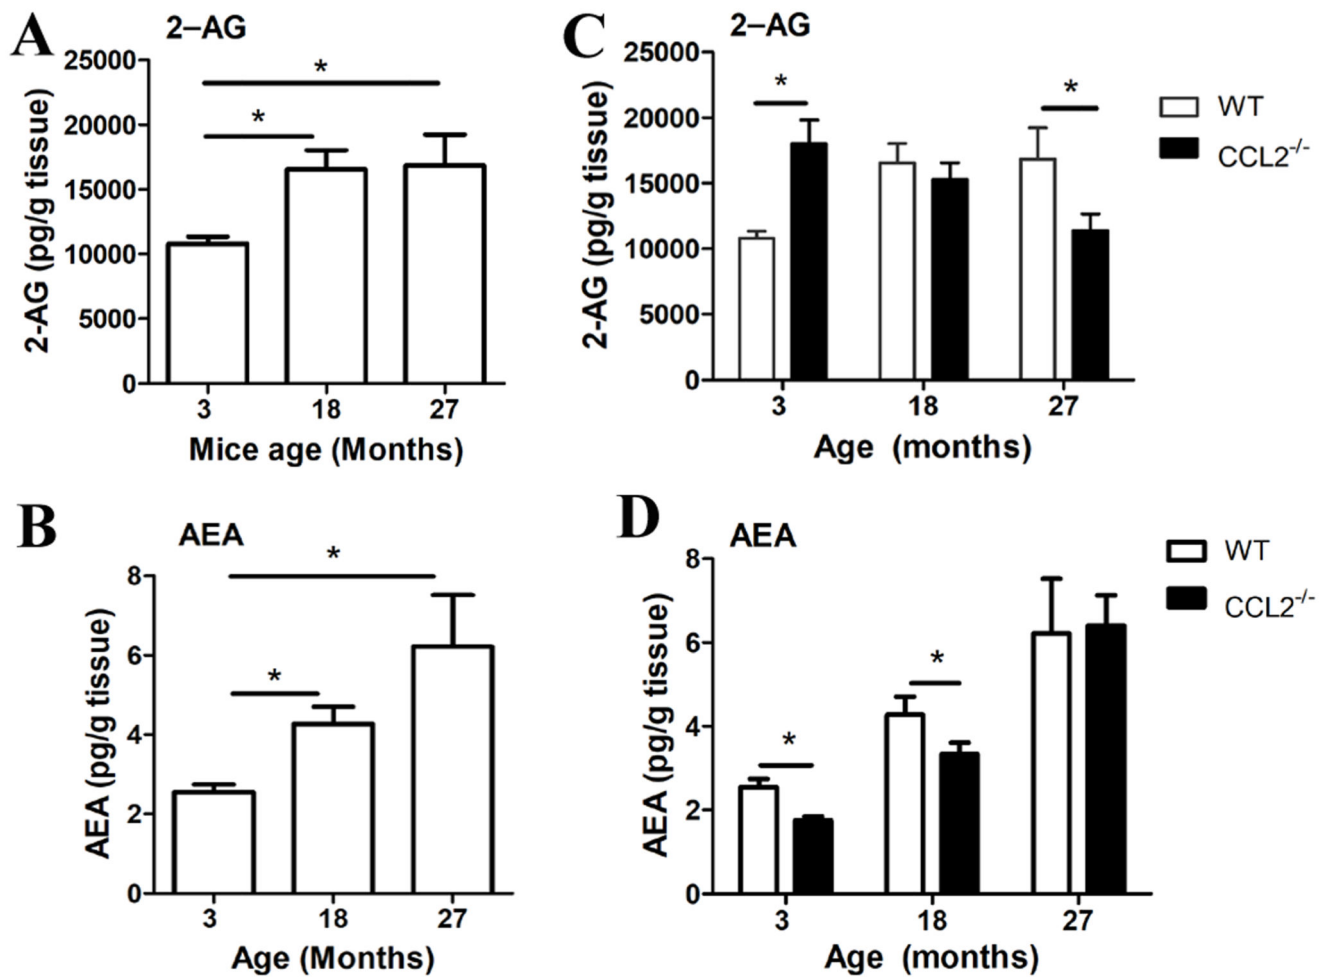 A
2–AG
2-AG (pg/g tissue)
25000
20000
15000
10000
5000
0
*
*
3 18 27
Mice age (Months)
C
2–AG
2-AG (pg/g tissue)
25000
20000
15000
10000
5000
0
*
*
3 18 27
Age (months)
WT
CCL2-/-
B
AEA
AEA (pg/g tissue)
8
6
4
2
0
*
*
3 18 27
Age (Months)
D
AEA
AEA (pg/g tissue)
8
6
4
2
0
*
*
3 18 27
Age (months)
WT
CCL2-/-